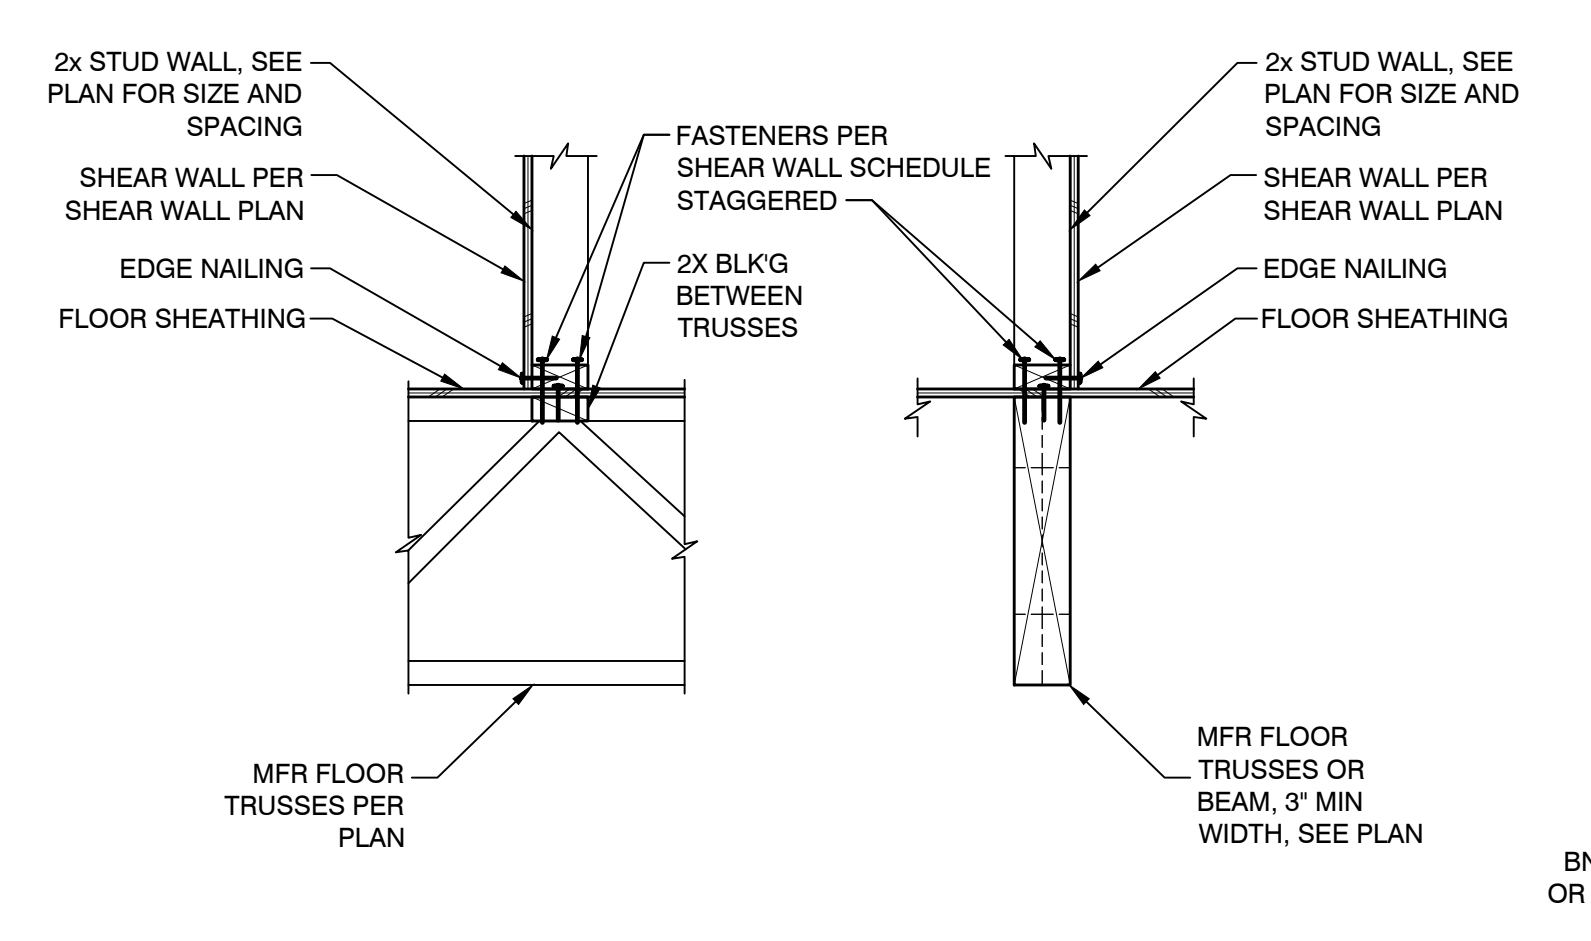 2x STUD WALL, SEE
PLAN FOR SIZE AND
SPACING
SHEAR WALL PER
SHEAR WALL PLAN
EDGE NAILING
FLOOR SHEATHING
FASTENERS PER
SHEAR WALL SCHEDULE
STAGGERED
2X BLK'G
BETWEEN
TRUSSES
MFR FLOOR
TRUSSES PER
PLAN
2x STUD WALL, SEE
PLAN FOR SIZE AND
SPACING
SHEAR WALL PER
SHEAR WALL PLAN
EDGE NAILING
FLOOR SHEATHING
MFR FLOOR
TRUSSES OR
BEAM, 3" MIN
WIDTH, SEE PLAN
BN
OR